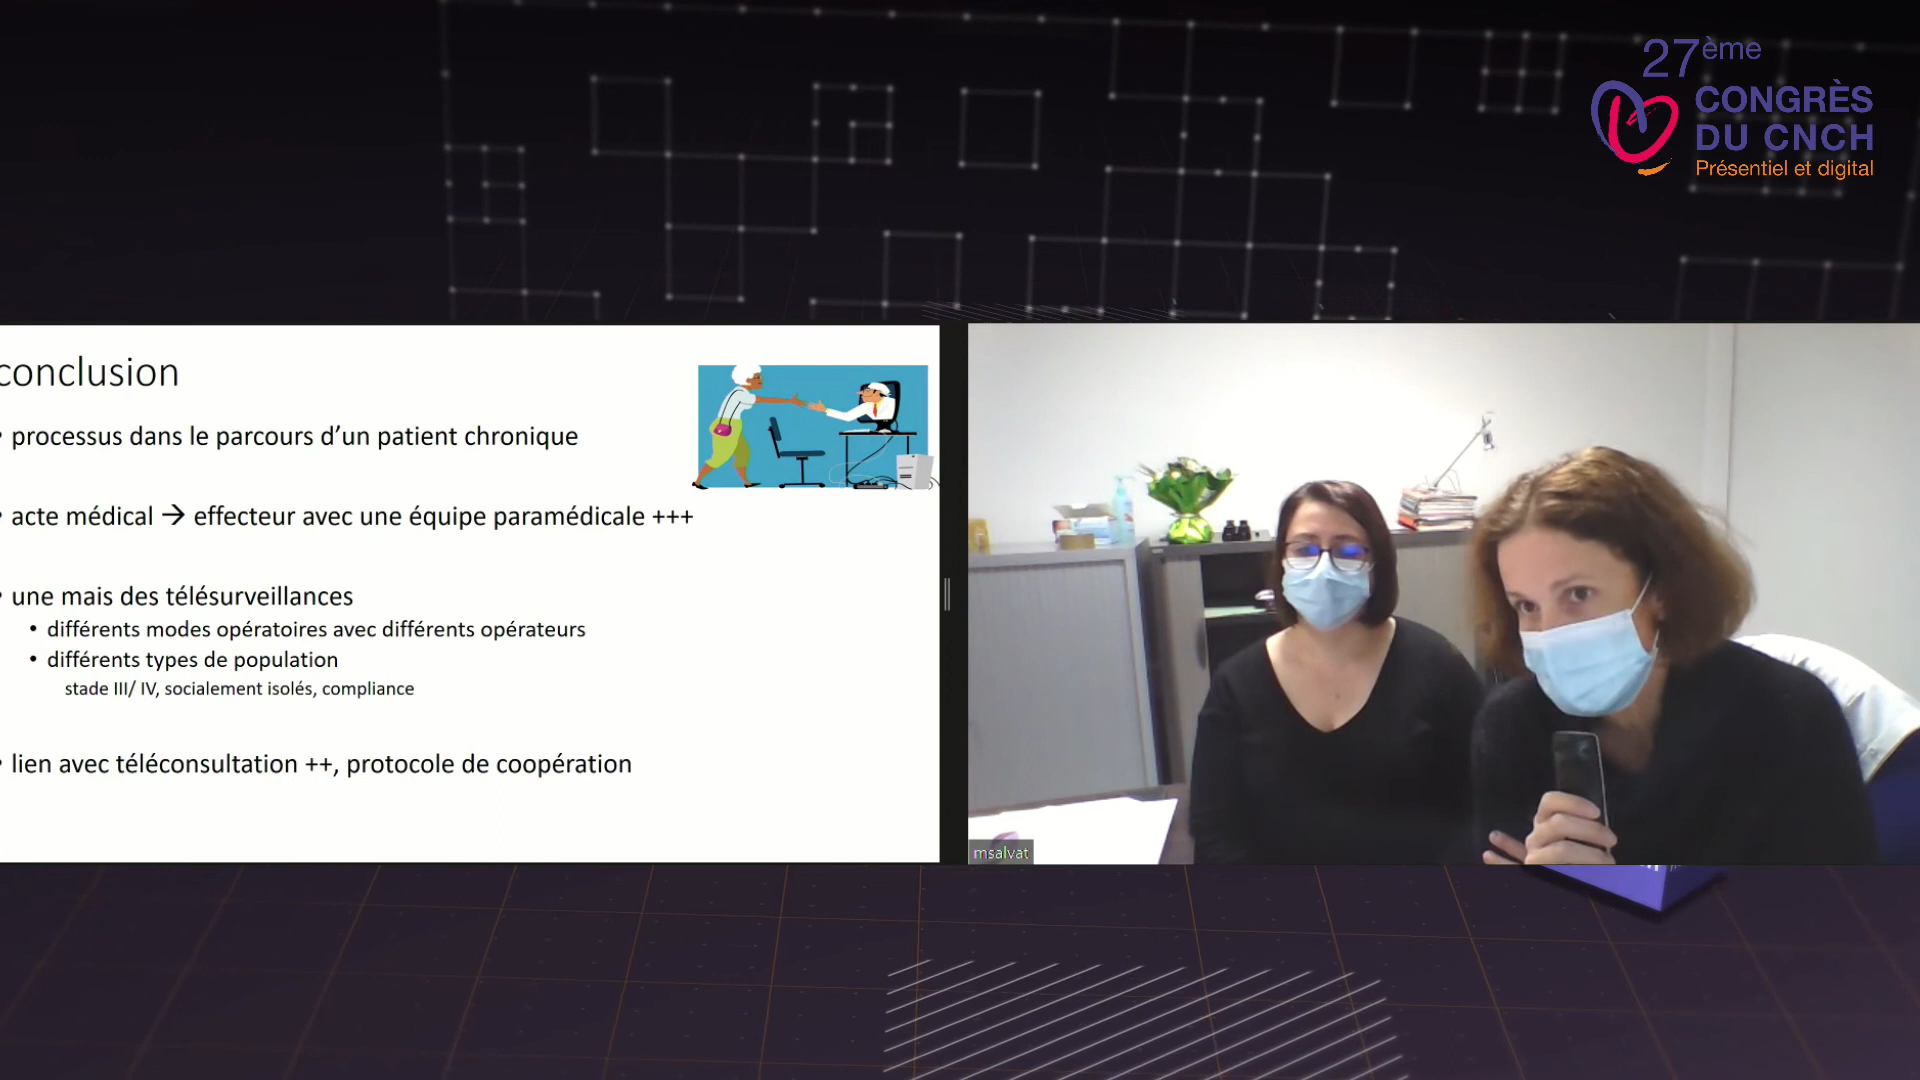 27ème
CONGRÈS
DU CNCH
Présentiel et digital
conclusion
• processus dans le parcours d’un patient chronique
• acte médical → effecteur avec une équipe paramédicale +++
• une mais des télésurveillances
• différents modes opératoires avec différents opérateurs
• différents types de population
stade III/ IV, socialement isolés, compliance
• lien avec téléconsultation ++, protocole de coopération
msalvat